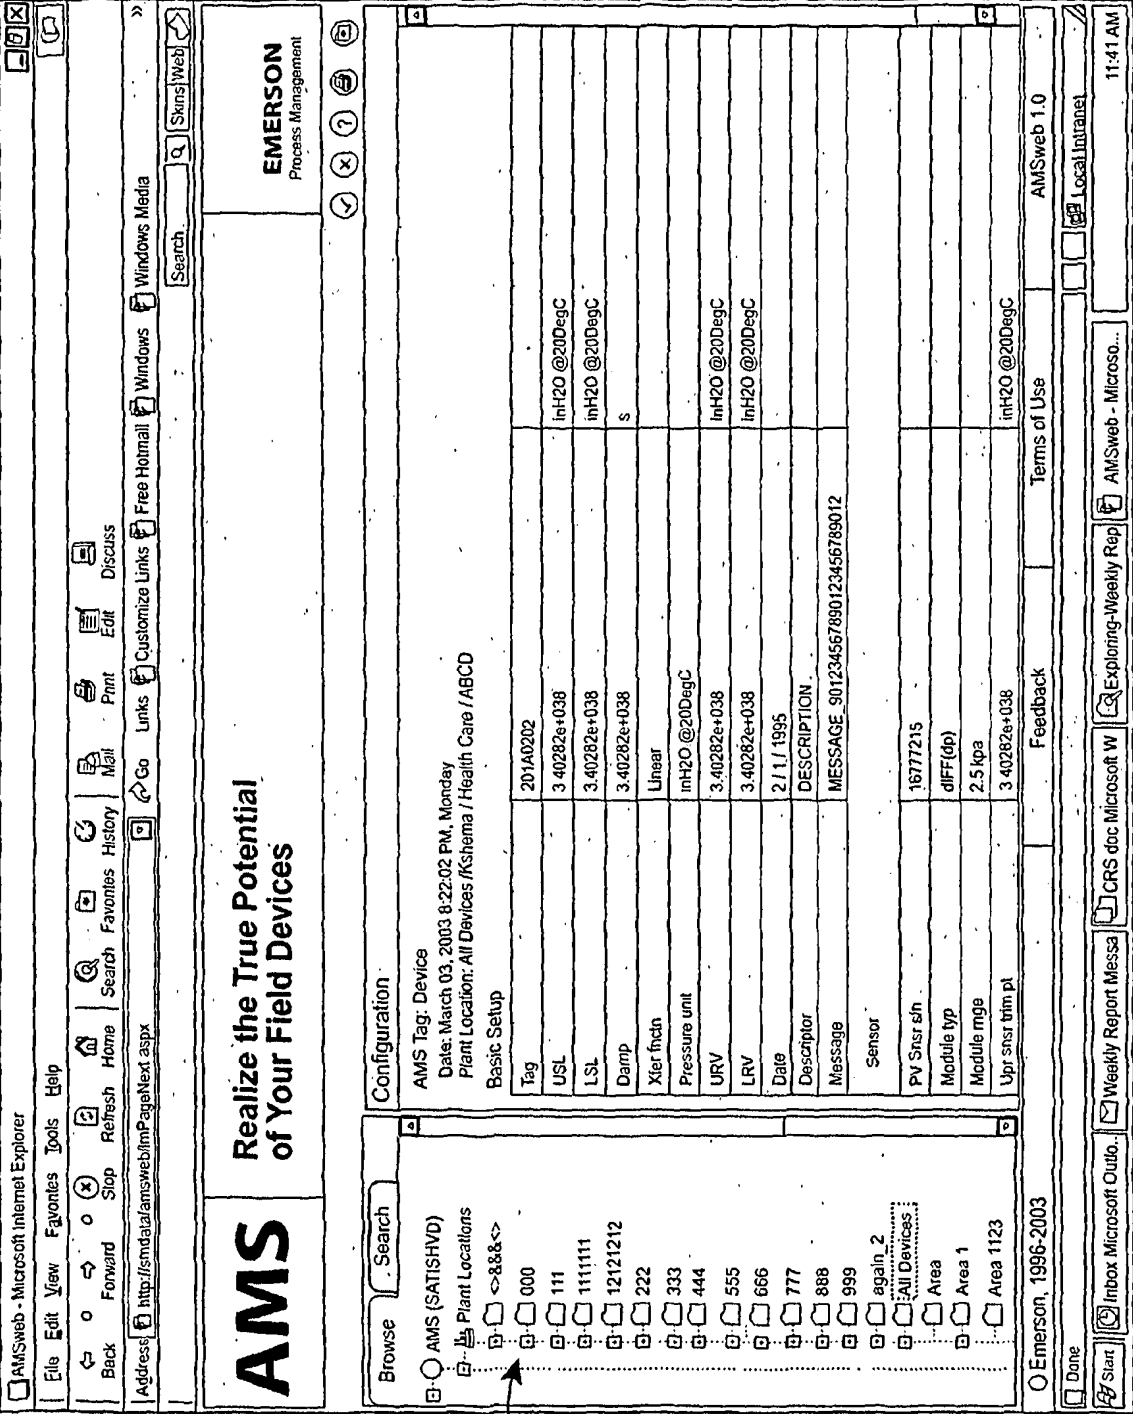 AMSweb - Microsoft Internet Explorer
File Edit View Favorites Tools Help
Back Forward Stop Refresh Home Search Favorites History Mail Print Edit Discuss
Address http://smdata/amsweb/imPageNext aspx Go Links Customize Links Free Hotmail Windows Windows Media »
Search Skins Web
AMS
Realize the True Potential
of Your Field Devices
EMERSON
Process Management
Browse Search
AMS (SATISHVD)
Plant Locations
<>&&&<>
000
111
1111111
12121212
222
333
444
555
666
777
888
999
again_2
All Devices
Area
Area 1
Area 1123
Configuration
AMS Tag: Device
Date: March 03, 2003 8:22:02 PM, Monday
Plant Location: All Devices /Kshema / Health Care / ABCD
Basic Setup
Tag 201A0202
USL 3 40282e+038 inH2O @20DegC
LSL 3.40282e+038 inH2O @20DegC
Damp 3.40282e+038 s
Xfer fnctn Linear
Pressure unit inH2O @20DegC
URV 3.40282e+038 inH2O @20DegC
LRV 3.40282e+038 inH2O @20DegC
Date 2 / 1 / 1995
Descriptor DESCRIPTION
Message MESSAGE_901234567890123456789012
Sensor
PV Snsr s/n 16777215
Module typ dIFF(dp)
Module rnge 2.5 kpa
Upr snsr trim pt 3 40282e+038 inH2O @20DegC
Emerson, 1996-2003 Feedback Terms of Use AMSweb 1.0
Done Local Intranet
Start Inbox Microsoft Outlo.. Weekly Report Messa CRS doc Microsoft W Exploring-Weekly Rep AMSweb - Microso... 11:41 AM